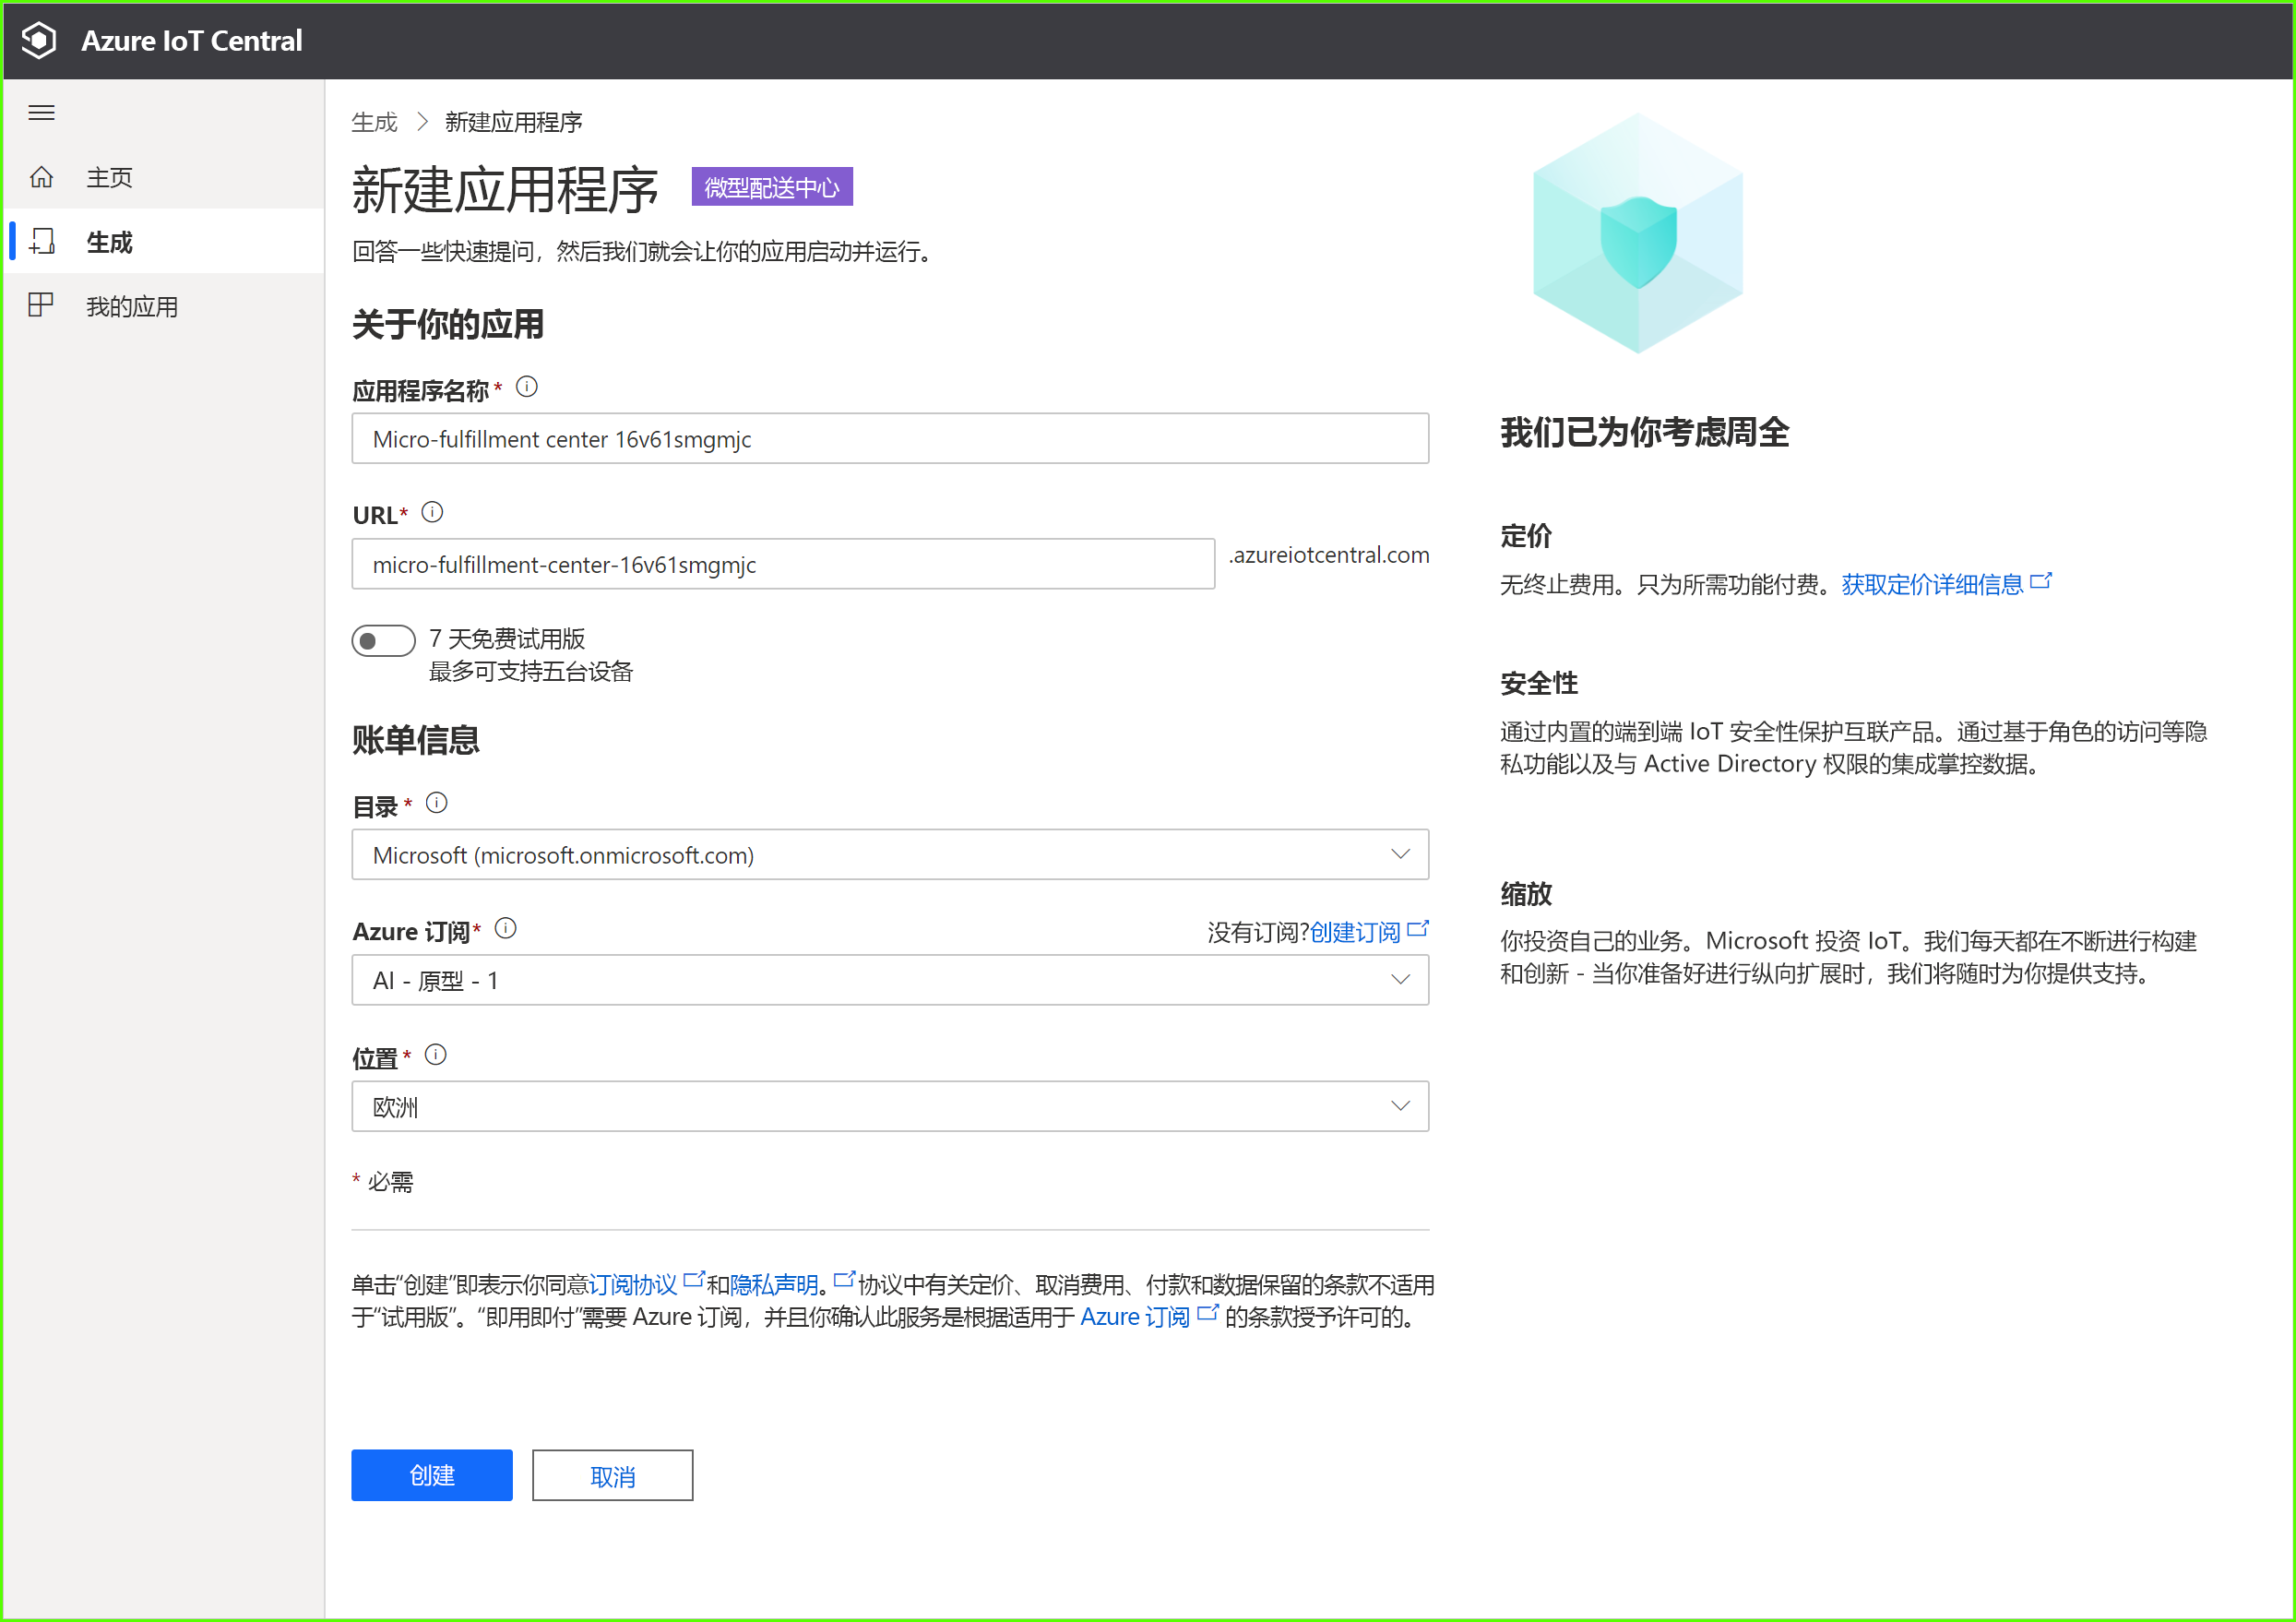 Azure IoT Central
主页
生成
我的应用
生成 > 新建应用程序
新建应用程序
微型配送中心
回答一些快速提问，然后我们就会让你的应用启动并运行。
关于你的应用
应用程序名称*
Micro-fulfillment center 16v61smgmjc
URL*
micro-fulfillment-center-16v61smgmjc
.azureiotcentral.com
7 天免费试用版
最多可支持五台设备
账单信息
目录*
Microsoft (microsoft.onmicrosoft.com)
Azure 订阅*
没有订阅?创建订阅
AI - 原型 - 1
位置*
欧洲
* 必需
单击“创建”即表示你同意订阅协议和隐私声明。协议中有关定价、取消费用、付款和数据保留的条款不适用
于“试用版”。“即用即付”需要 Azure 订阅，并且你确认此服务是根据适用于 Azure 订阅 的条款授予许可的。
创建
取消
我们已为你考虑周全
定价
无终止费用。只为所需功能付费。获取定价详细信息
安全性
通过内置的端到端 IoT 安全性保护互联产品。通过基于角色的访问等隐
私功能以及与 Active Directory 权限的集成掌控数据。
缩放
你投资自己的业务。Microsoft 投资 IoT。我们每天都在不断进行构建
和创新 - 当你准备好进行纵向扩展时，我们将随时为你提供支持。